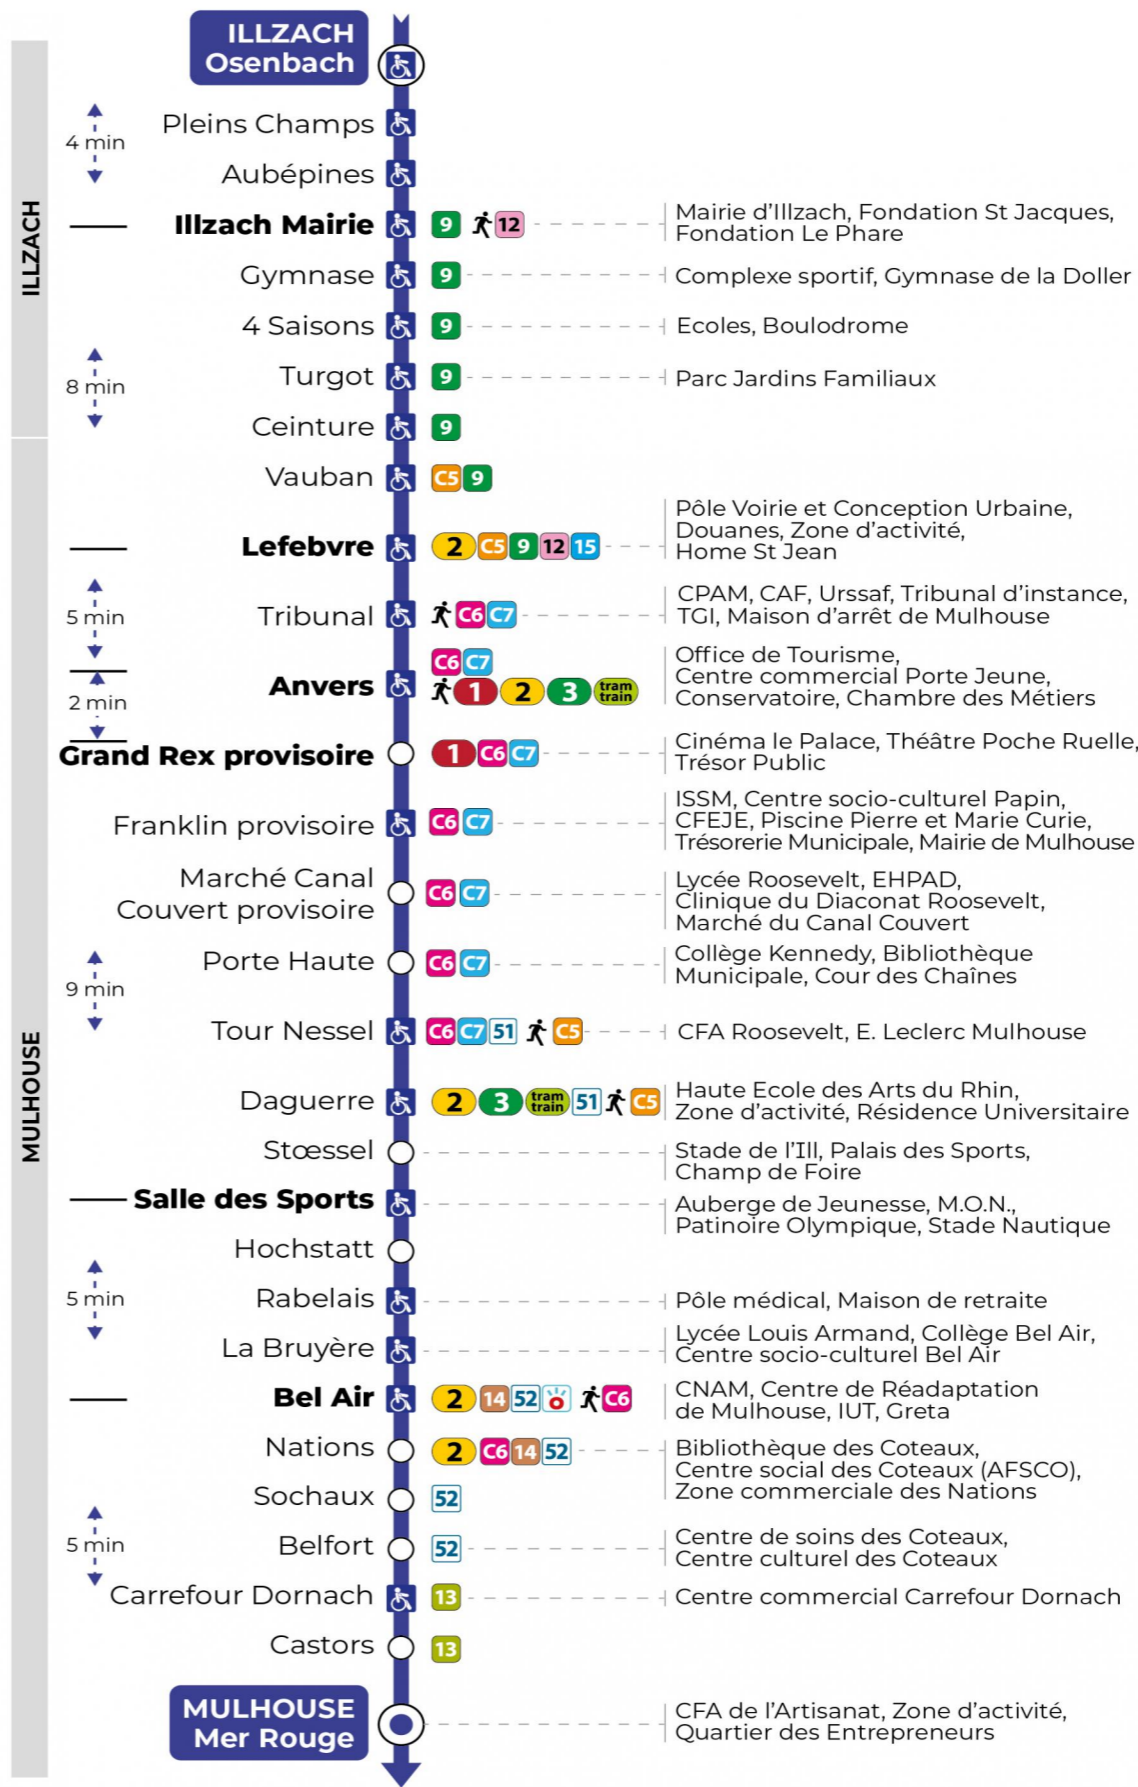 ILLZACH
Osenbach
Pleins Champs
4 min
Aubépines
ILLZACH
Illzach Mairie 9 12
Mairie d'Illzach, Fondation St Jacques,
Fondation Le Phare
Gymnase 9 Complexe sportif, Gymnase de la Doller
4 Saisons 9 Ecoles, Boulodrome
Turgot 9 Parc Jardins Familiaux
8 min
Ceinture 9
Vauban C5 9
Lefebvre 2 C5 9 12 15
Pôle Voirie et Conception Urbaine,
Douanes, Zone d'activité,
Home St Jean
5 min
Tribunal C6 C7
CPAM, CAF, Urssaf, Tribunal d'instance,
TGI, Maison d'arrêt de Mulhouse
C6 C7
Anvers 1 2 3 tram
train
Office de Tourisme,
Centre commercial Porte Jeune,
Conservatoire, Chambre des Métiers
2 min
Grand Rex provisoire 1 C6 C7
Cinéma le Palace, Théâtre Poche Ruelle,
Trésor Public
Franklin provisoire C6 C7
ISSM, Centre socio-culturel Papin,
CFEJE, Piscine Pierre et Marie Curie,
Trésorerie Municipale, Mairie de Mulhouse
Marché Canal
Couvert provisoire C6 C7
Lycée Roosevelt, EHPAD,
Clinique du Diaconat Roosevelt,
Marché du Canal Couvert
Porte Haute C6 C7
Collège Kennedy, Bibliothèque
Municipale, Cour des Chaînes
9 min
MULHOUSE
Tour Nessel C6 C7 51 C5 CFA Roosevelt, E. Leclerc Mulhouse
Daguerre 2 3 tram
train 51 C5
Haute Ecole des Arts du Rhin,
Zone d'activité, Résidence Universitaire
Stœssel
Stade de l'Ill, Palais des Sports,
Champ de Foire
Salle des Sports
Auberge de Jeunesse, M.O.N.,
Patinoire Olympique, Stade Nautique
Hochstatt
5 min
Rabelais Pôle médical, Maison de retraite
La Bruyère
Lycée Louis Armand, Collège Bel Air,
Centre socio-culturel Bel Air
Bel Air 2 14 52 C6
CNAM, Centre de Réadaptation
de Mulhouse, IUT, Greta
Nations 2 C6 14 52
Bibliothèque des Coteaux,
Centre social des Coteaux (AFSCO),
Zone commerciale des Nations
Sochaux 52
5 min
Belfort 52
Centre de soins des Coteaux,
Centre culturel des Coteaux
Carrefour Dornach 13 Centre commercial Carrefour Dornach
Castors 13
MULHOUSE
Mer Rouge
CFA de l'Artisanat, Zone d'activité,
Quartier des Entrepreneurs